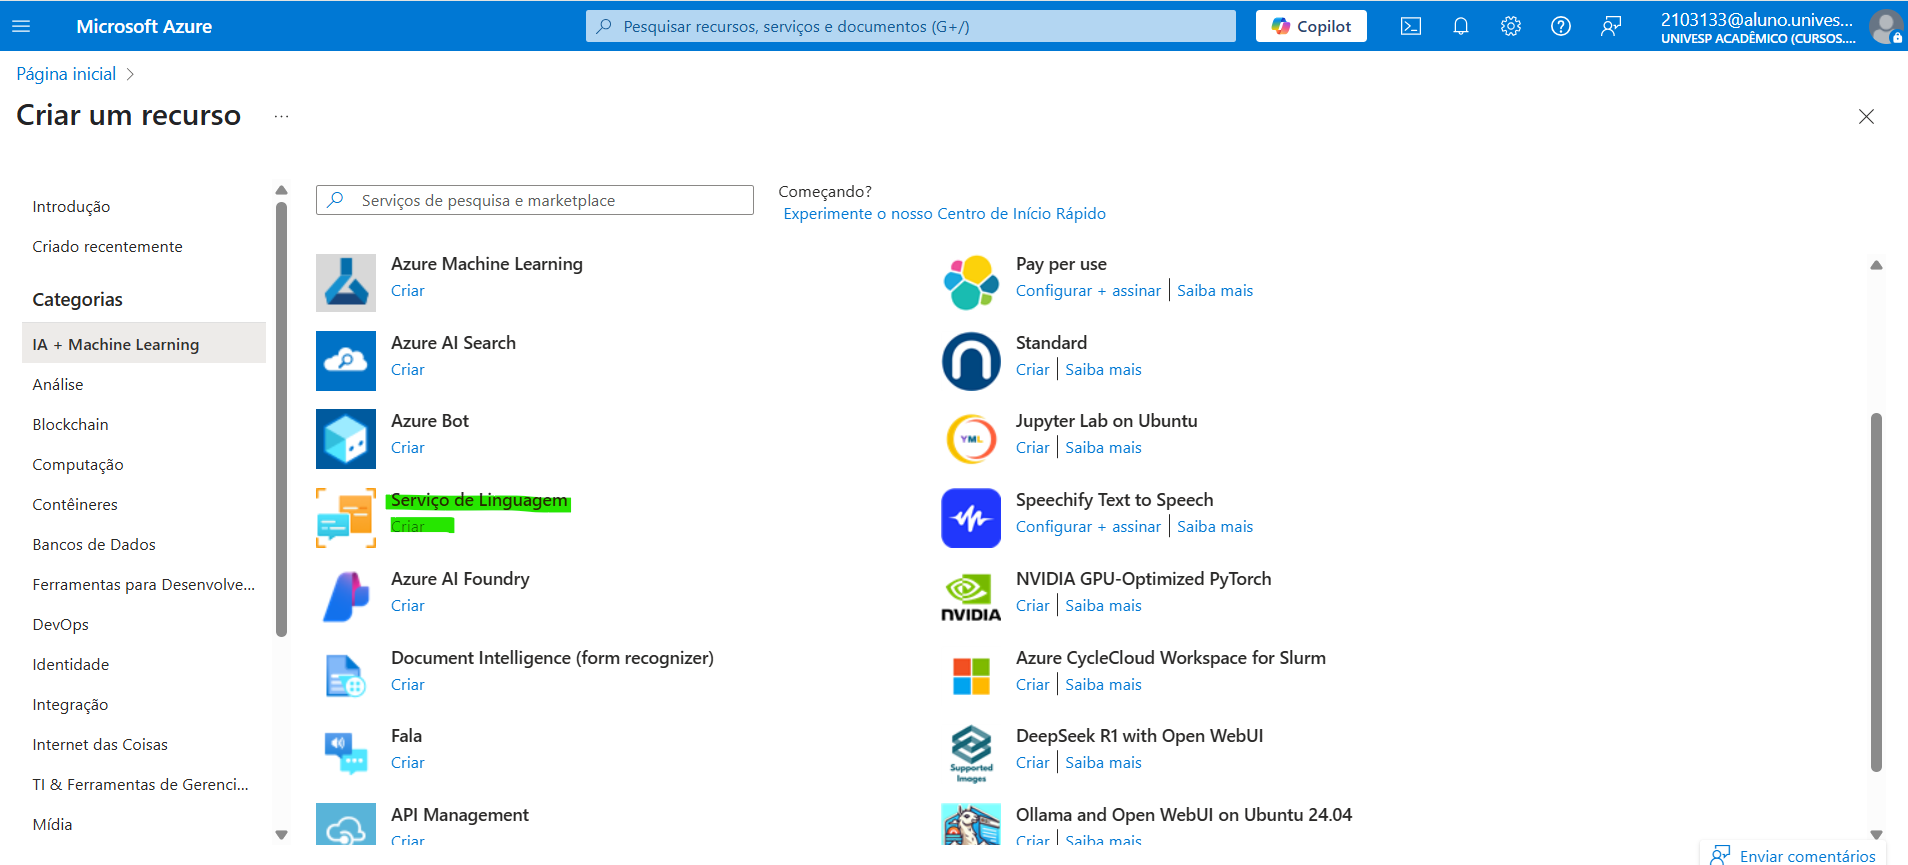 Microsoft Azure
Pesquisar recursos, serviços e documentos (G+/)
Copilot
2103133@aluno.unives...
UNIVESP ACADÊMICO (CURSOS....
Página inicial
Criar um recurso
...
Introdução
Criado recentemente
Categorias
IA + Machine Learning
Análise
Blockchain
Computação
Contêineres
Bancos de Dados
Ferramentas para Desenvolve...
DevOps
Identidade
Integração
Internet das Coisas
TI & Ferramentas de Gerenci...
Mídia
Serviços de pesquisa e marketplace
Começando?
Experimente o nosso Centro de Início Rápido
Azure Machine Learning
Criar
Azure AI Search
Criar
Azure Bot
Criar
Serviço de Linguagem
Criar
Azure AI Foundry
Criar
Document Intelligence (form recognizer)
Criar
Fala
Criar
API Management
Criar
Pay per use
Configurar + assinar | Saiba mais
Standard
Criar | Saiba mais
YML
Jupyter Lab on Ubuntu
Criar | Saiba mais
Speechify Text to Speech
Configurar + assinar | Saiba mais
NVIDIA
NVIDIA GPU-Optimized PyTorch
Criar | Saiba mais
Azure CycleCloud Workspace for Slurm
Criar | Saiba mais
Supported
Images
DeepSeek R1 with Open WebUI
Criar | Saiba mais
Ollama and Open WebUI on Ubuntu 24.04
Criar | Saiba mais
Enviar comentários